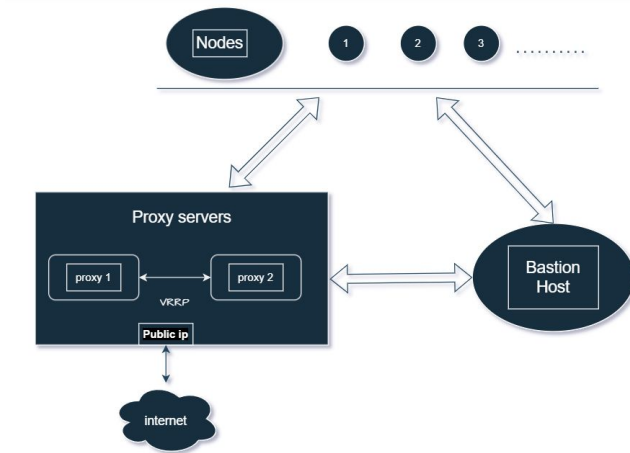 Nodes
1
2
3
..........
Proxy servers
proxy 1
proxy 2
VRRP
Public ip
internet
Bastion
Host